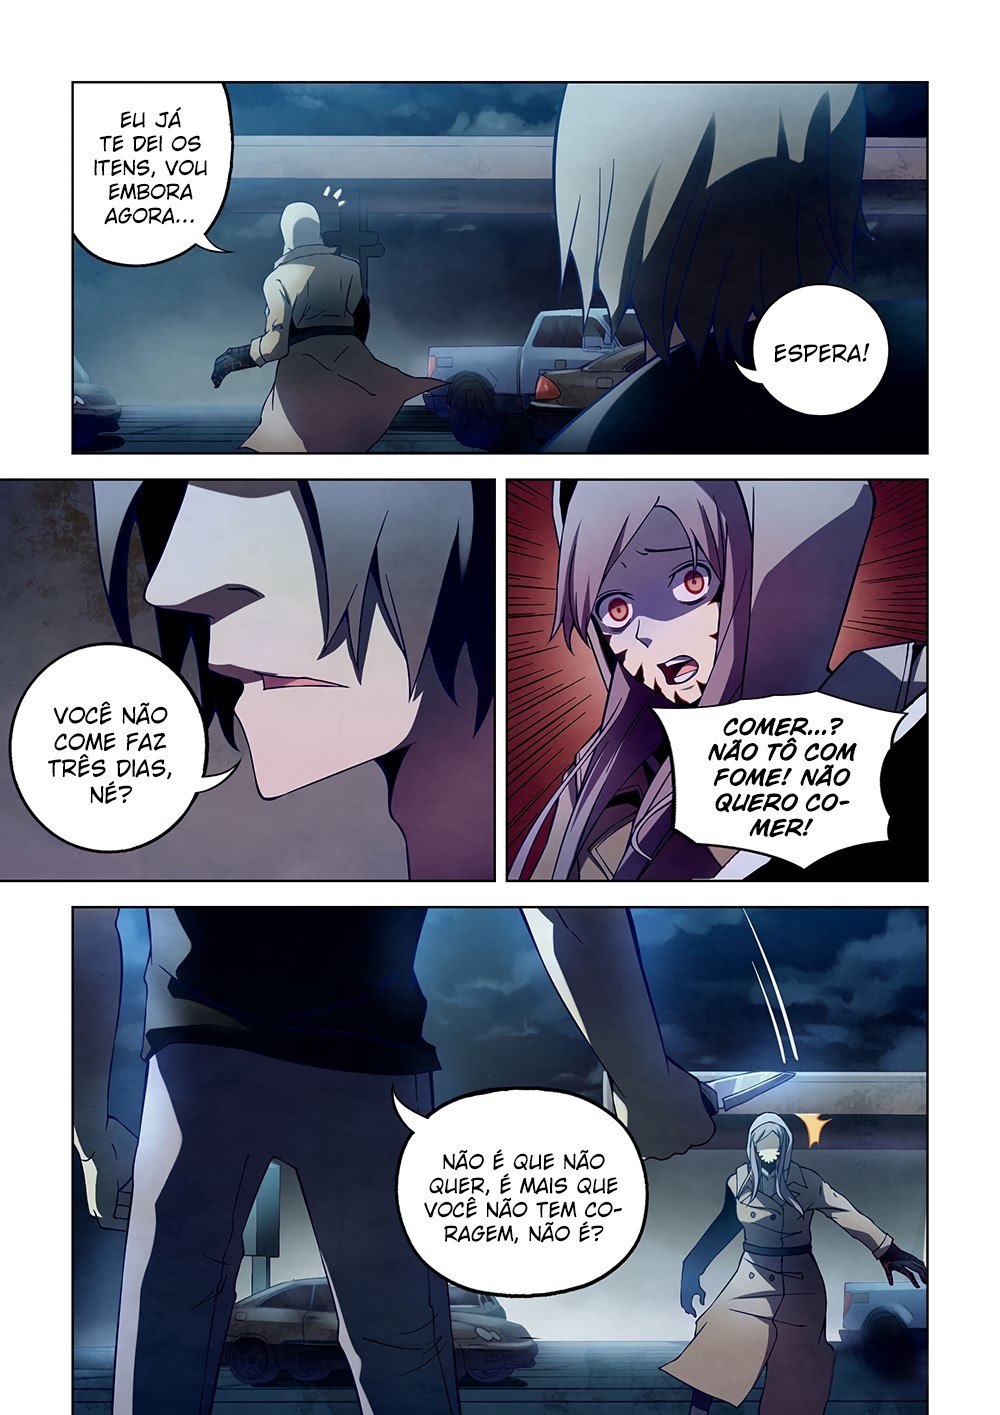 EU JÁ
TE DEI OS
ITENS, VOU
EMBORA
AGORA...
ESPERA!
VOCÊ NÃO
COME FAZ
TRÊS DIAS,
NÉ?
COMER...?
NÃO TÔ COM
FOME! NÃO
QUERO CO-
MER!
NÃO É QUE NÃO
QUER, É MAIS QUE
VOCÊ NÃO TEM CO-
RAGEM, NÃO É?